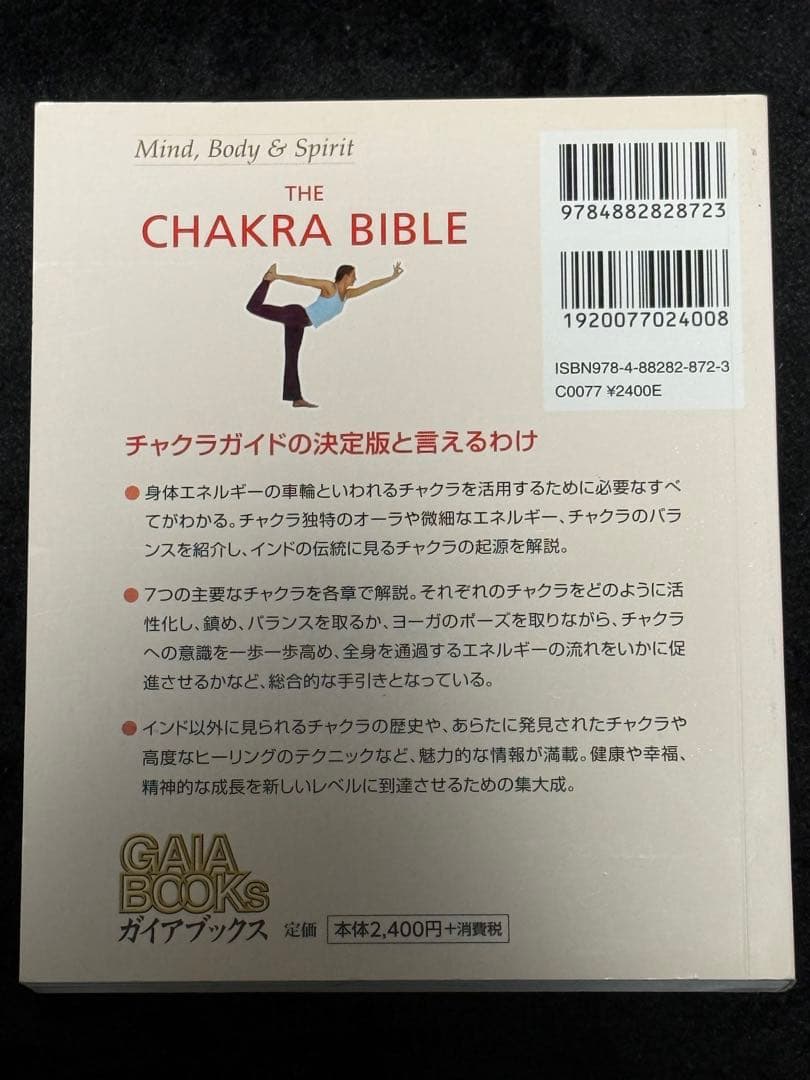 Mind, Body & Spirit
THE
CHAKRA BIBLE
9784882828723
1920077024008
ISBN978-4-88282-872-3
C0077 ¥2400E
チャクラガイドの決定版と言えるわけ
● 身体エネルギーの車輪といわれるチャクラを活用するために必要なすべ
てがわかる。チャクラ独特のオーラや微細なエネルギー、チャクラのバラ
ンスを紹介し、インドの伝統に見るチャクラの起源を解説。
● 7つの主要なチャクラを各章で解説。それぞれのチャクラをどのように活
性化し、鎮め、バランスを取るか、ヨーガのポーズを取りながら、チャクラ
への意識を一歩一歩高め、全身を通過するエネルギーの流れをいかに促
進させるかなど、総合的な手引きとなっている。
● インド以外に見られるチャクラの歴史や、あらたに発見されたチャクラや
高度なヒーリングのテクニックなど、魅力的な情報が満載。健康や幸福、
精神的な成長を新しいレベルに到達させるための集大成。
GAIA
BOOKs
ガイアブックス 定価 本体2,400円+消費税